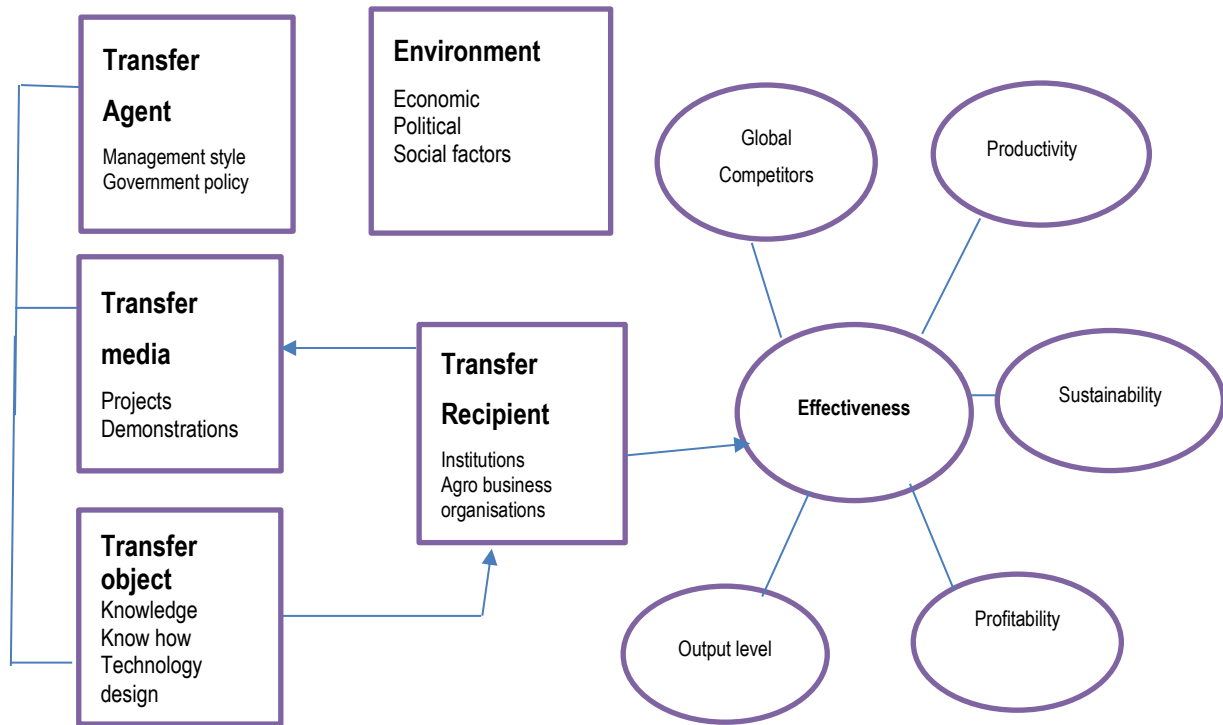 Transfer
Agent
Management style
Government policy
Environment
Economic
Political
Social factors
Transfer
media
Projects
Demonstrations
Transfer
object
Knowledge
Know how
Technology
design
Transfer
Recipient
Institutions
Agro business
organisations
Global
Competitors
Productivity
Effectiveness
Sustainability
Output level
Profitability